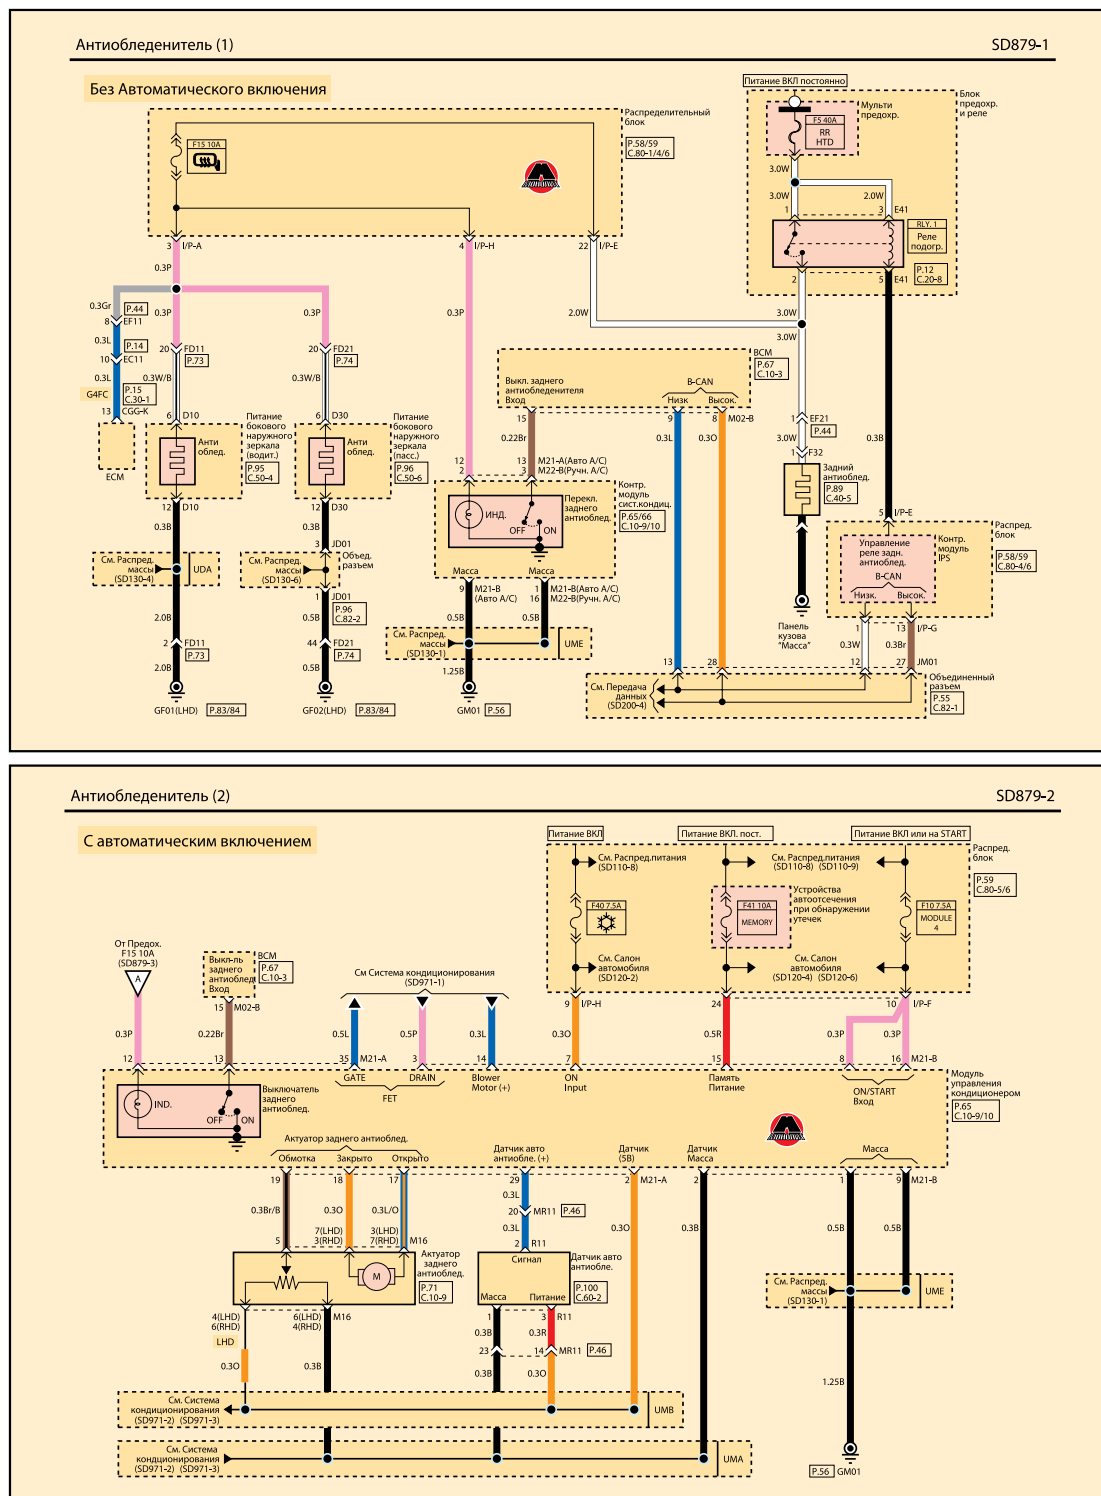 Антиобледенитель (1)
SD879-1
Без Автоматического включения
Питание ВКЛ постоянно
Блок
предохр.
и реле
Мульти
предохр.
F5 40A
RR
HTD
Распределительный
блок
P.58/59
C.80-1/4/6
F15 10A
3.0W
3.0W
2.0W
1
3
E41
RLY. 1
Реле
подогр.
P.12
C.20-8
2
5
E41
3
I/P-A
4
I/P-H
22
I/P-E
0.3P
0.3Gr
P.44
8
EF11
0.3L
P.14
10
EC11
0.3L
G4FC
P.15
C.30-1
13
CGG-K
ECM
0.3P
20
FD11
P.73
0.3W/B
6
D10
0.3P
20
FD21
P.74
0.3W/B
6
D30
0.3P
2.0W
3.0W
3.0W
Питание
бокового
наружного
зеркала
(водит.)
P.95
C.50-4
Анти
облед.
Питание
бокового
наружного
зеркала
(пасс.)
P.96
C.50-6
Анти
облед.
BCM
P.67
C.10-3
Выкл. заднего
антиобледенителя
Вход
B-CAN
Низк
Высок.
15
9
8
M02-B
0.22Br
0.3L
0.3O
12
2
13
3
M21-A(Авто А/С)
M22-B(Ручн. А/С)
1
EF21
P.44
3.0W
1
F32
0.3B
Задний
антиоблед.
P.89
C.40-5
Контр.
модуль
сист.кондиц.
P.65/66
C.10-9/10
ИНД.
OFF
ON
Перекл.
заднего
антиоблед.
Масса
Масса
9
M21-B
(Авто А/С)
1
16
M21-B(Авто А/С)
M22-B(Ручн. А/С)
0.5B
0.5B
5
I/P-E
Распред.
блок
P.58/59
C.80-4/6
Управление
реле задн.
антиоблед.
B-CAN
Низк.
Высок.
Контр.
модуль
IPS
1
13
I/P-G
0.3W
0.3Br
12
27
JM01
12
D10
0.3B
См. Распред.
массы
(SD130-4)
UDA
2.0B
2
FD11
P.73
2.0B
GF01(LHD)
P.83/84
12
D30
0.3B
3
JD01
Объед.
разъем
См. Распред.
массы
(SD130-6)
1
JD01
P.96
C.82-2
0.5B
44
FD21
P.74
0.5B
GF02(LHD)
P.83/84
См. Распред.
массы
(SD130-1)
UME
1.25B
GM01
P.56
Панель
кузова
"Масса"
13
28
См. Передача
данных
(SD200-4)
Объединенный
разъем
P.55
C.82-1
Антиобледенитель (2)
SD879-2
С автоматическим включением
Питание ВКЛ
Питание ВКЛ. пост.
Питание ВКЛ или на START
Распред.
блок
P.59
C.80-5/6
См. Распред.питания
(SD110-8)
См. Распред.питания
(SD110-8) (SD110-9)
F40 7.5A
F41 10A
MEMORY
Устройства
автоотсечения
при обнаружении
утечек
F10 7.5A
MODULE
4
См. Салон
автомобиля
(SD120-2)
См. Салон
автомобиля
(SD120-4) (SD120-6)
От Предох.
F15 10A
(SD879-3)
A
Выкл-ль
заднего
антиоблед
Вход
BCM
P.67
C.10-3
15
M02-B
См Система кондиционирования
(SD971-1)
9
I/P-H
24
10
I/P-F
0.3P
0.22Br
0.5L
0.5P
0.3L
0.3O
0.5R
0.3P
0.3P
12
13
35
M21-A
3
14
7
15
8
16
M21-B
GATE
DRAIN
FET
Blower
Motor (+)
ON
Input
Память
Питание
ON/START
Вход
Модуль
управления
кондиционером
P.65
C.10-9/10
IND.
OFF
ON
Выключатель
заднего
антиоблед.
Актуатор заднего антиоблед.
Обмотка
Закрыто
Открыто
Датчик авто
антиобле. (+)
Датчик
(5В)
Датчик
Масса
Масса
19
18
17
29
2
M21-A
2
1
9
M21-B
0.3Br/B
0.3O
0.3L/O
0.3L
20
MR11
P.46
0.3L
0.3O
0.3B
0.5B
0.5B
5
7(LHD)
3(RHD)
3(LHD)
7(RHD)
M16
2
R11
Сигнал
Масса
Питание
Датчик авто
антиобле.
P.100
C.60-2
M
Актуатор
заднего
антиоблед.
P.71
C.10-9
4(LHD)
6(RHD)
6(LHD)
4(RHD)
M16
LHD
0.3O
0.3B
1
3
R11
0.3B
0.3R
23
14
MR11
P.46
0.3B
0.3O
См. Распред.
массы
(SD130-1)
UME
1.25B
P.56
GM01
См. Система
кондиционирования
(SD971-2) (SD971-3)
UMB
См. Система
кондционирования
(SD971-2) (SD971-3)
UMA